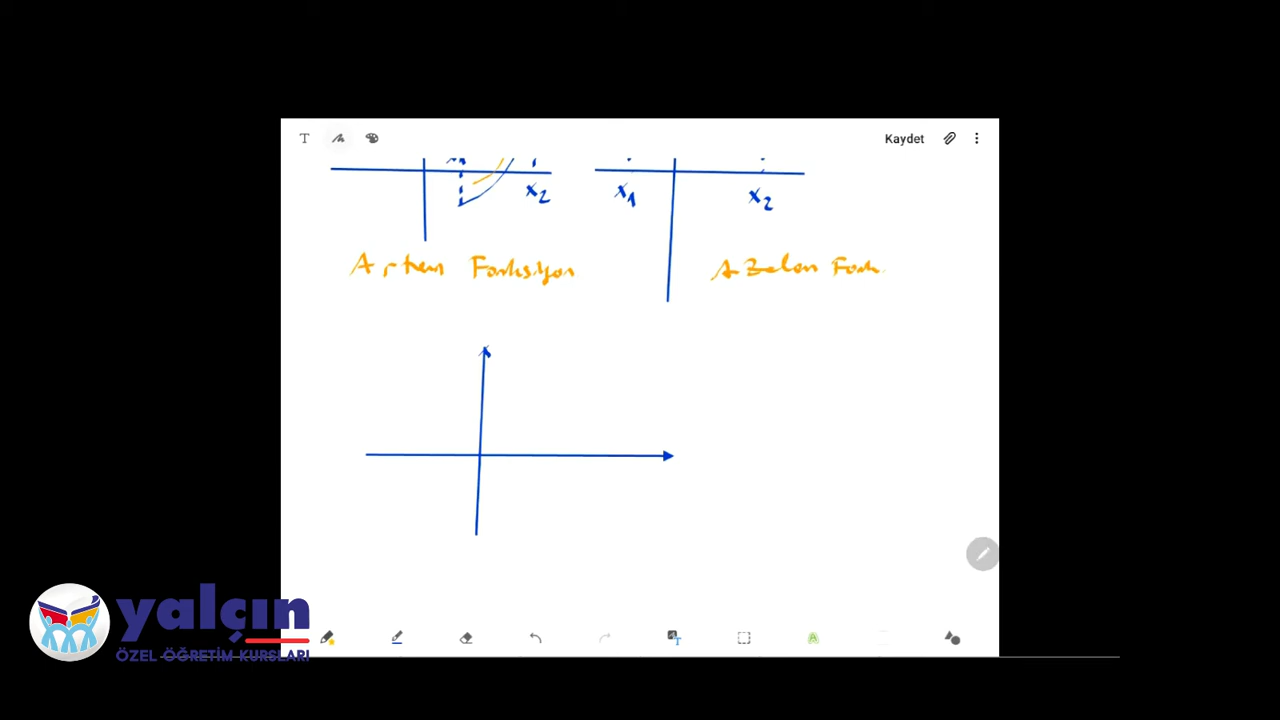 T Kaydet
x2 x1 x2
Artan Fonksiyon Azalan Fonk.
yalçın
ÖZEL ÖĞRETİM KURSLARI